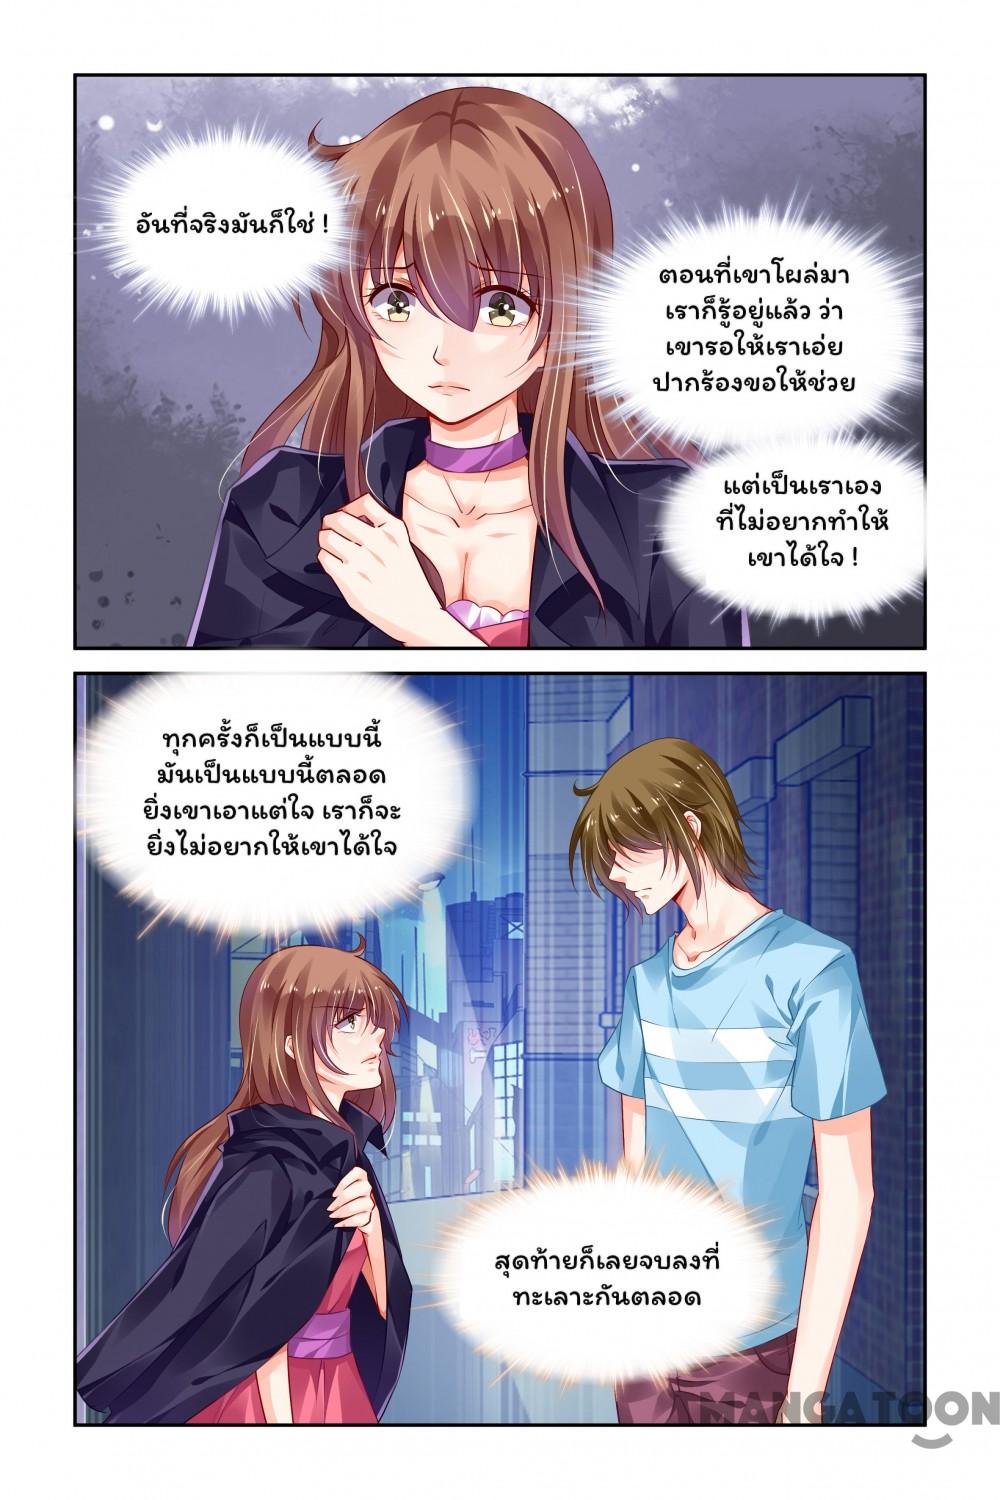 อันที่จริงมันก็ใช่ !
ตอนที่เขาโผล่มา
เราก็รู้อยู่แล้ว ว่า
เขารอให้เราเอ่ย
ปากร้องขอให้ช่วย
แต่เป็นเราเอง
ที่ไม่อยากทำให้
เขาได้ใจ !
ทุกครั้งก็เป็นแบบนี้
มันเป็นแบบนี้ตลอด
ยิ่งเขาเอาแต่ใจ เราก็จะ
ยิ่งไม่อยากให้เขาได้ใจ
สุดท้ายก็เลยจบลงที่
ทะเลาะกันตลอด
MANGATOON